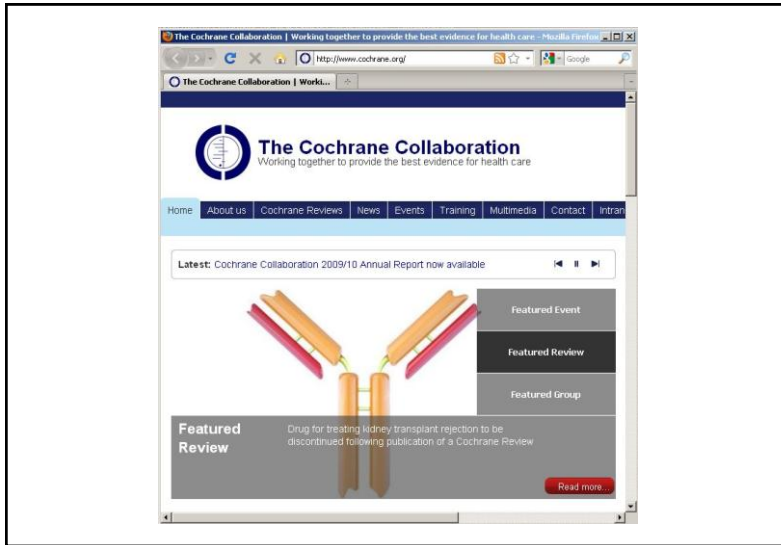 The Cochrane Collaboration | Working together to provide the best evidence for health care - Mozilla Firefox
http://www.cochrane.org/
Google
The Cochrane Collaboration | Worki...
The Cochrane Collaboration
Working together to provide the best evidence for health care
Home About us Cochrane Reviews News Events Training Multimedia Contact Intran
Latest: Cochrane Collaboration 2009/10 Annual Report now available
Featured Event
Featured Review
Featured Group
Featured
Review
Drug for treating kidney transplant rejection to be
discontinued following publication of a Cochrane Review
Read more...